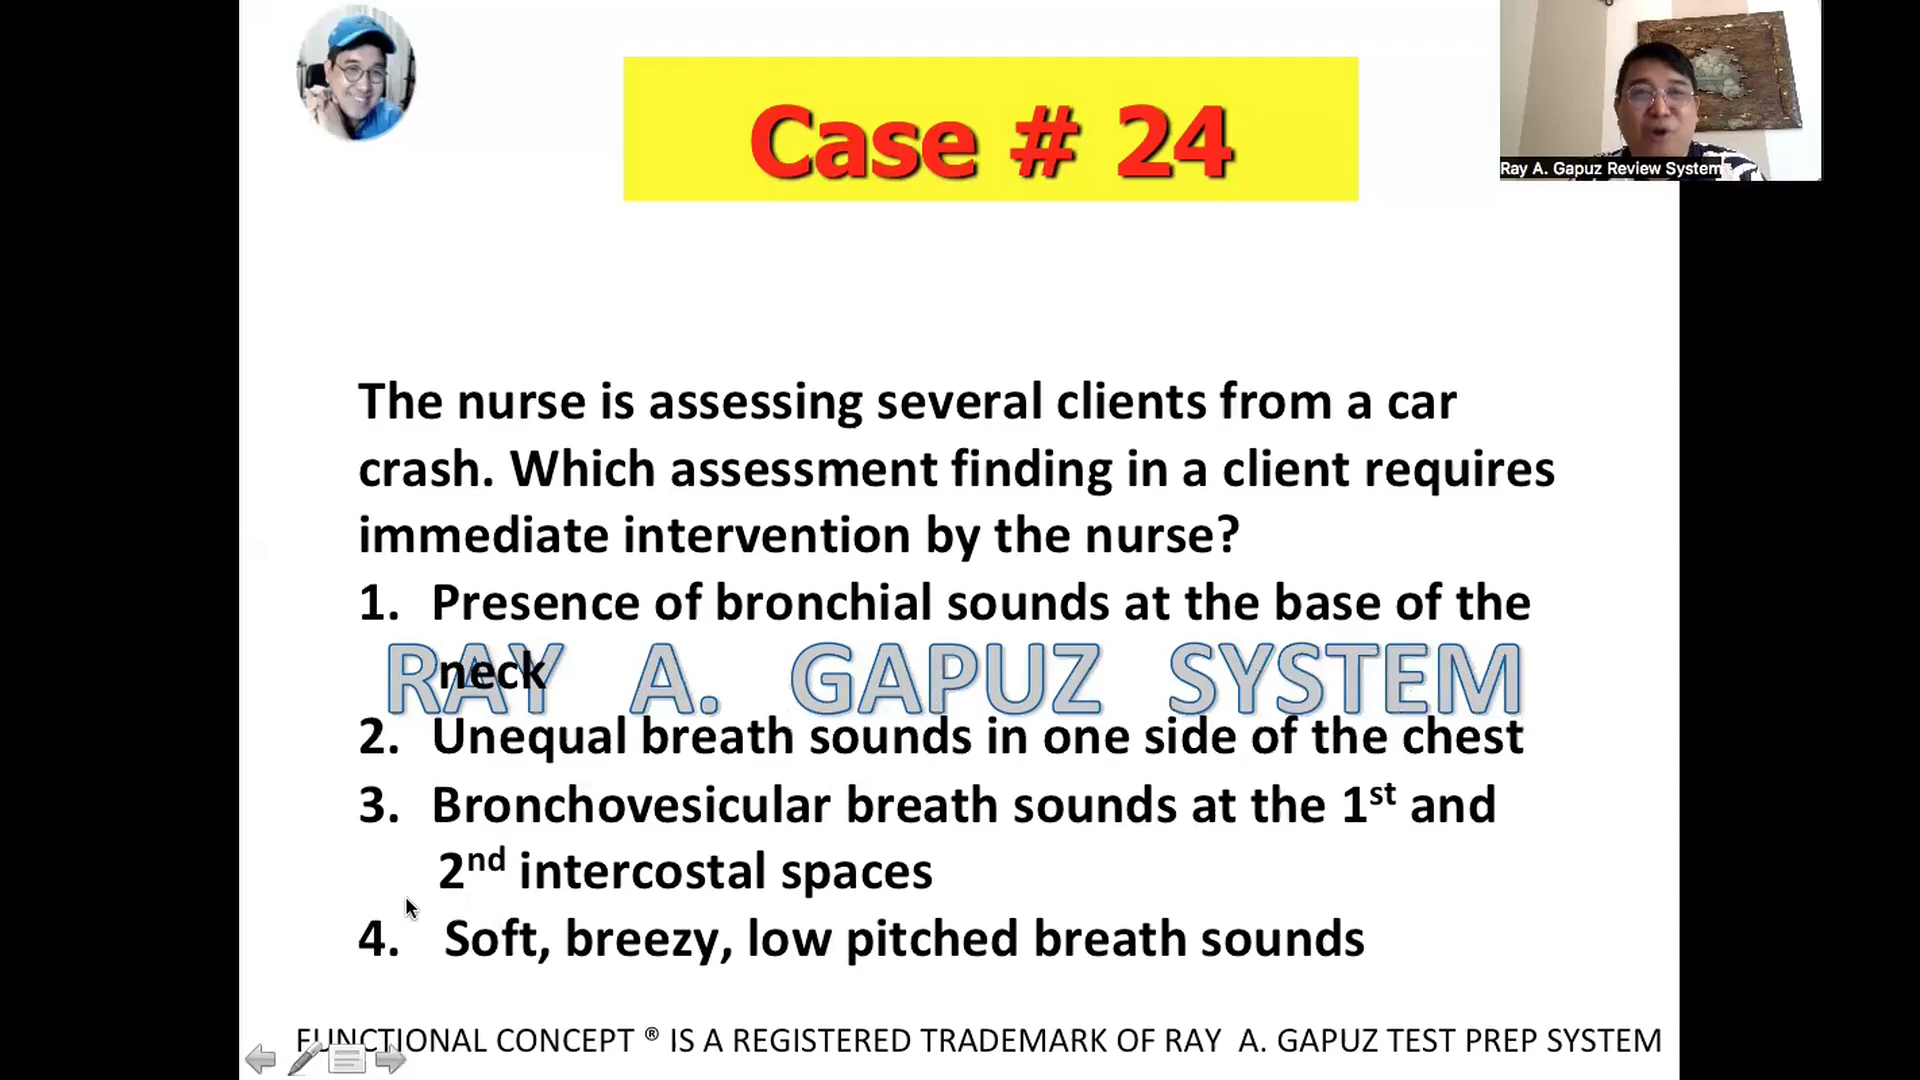 Case # 24
Ray A. Gapuz Review System
The nurse is assessing several clients from a car
crash. Which assessment finding in a client requires
immediate intervention by the nurse?
1. Presence of bronchial sounds at the base of the
neck
RAY A. GAPUZ SYSTEM
2. Unequal breath sounds in one side of the chest
3. Bronchovesicular breath sounds at the 1st and
2nd intercostal spaces
4. Soft, breezy, low pitched breath sounds
FUNCTIONAL CONCEPT ® IS A REGISTERED TRADEMARK OF RAY A. GAPUZ TEST PREP SYSTEM